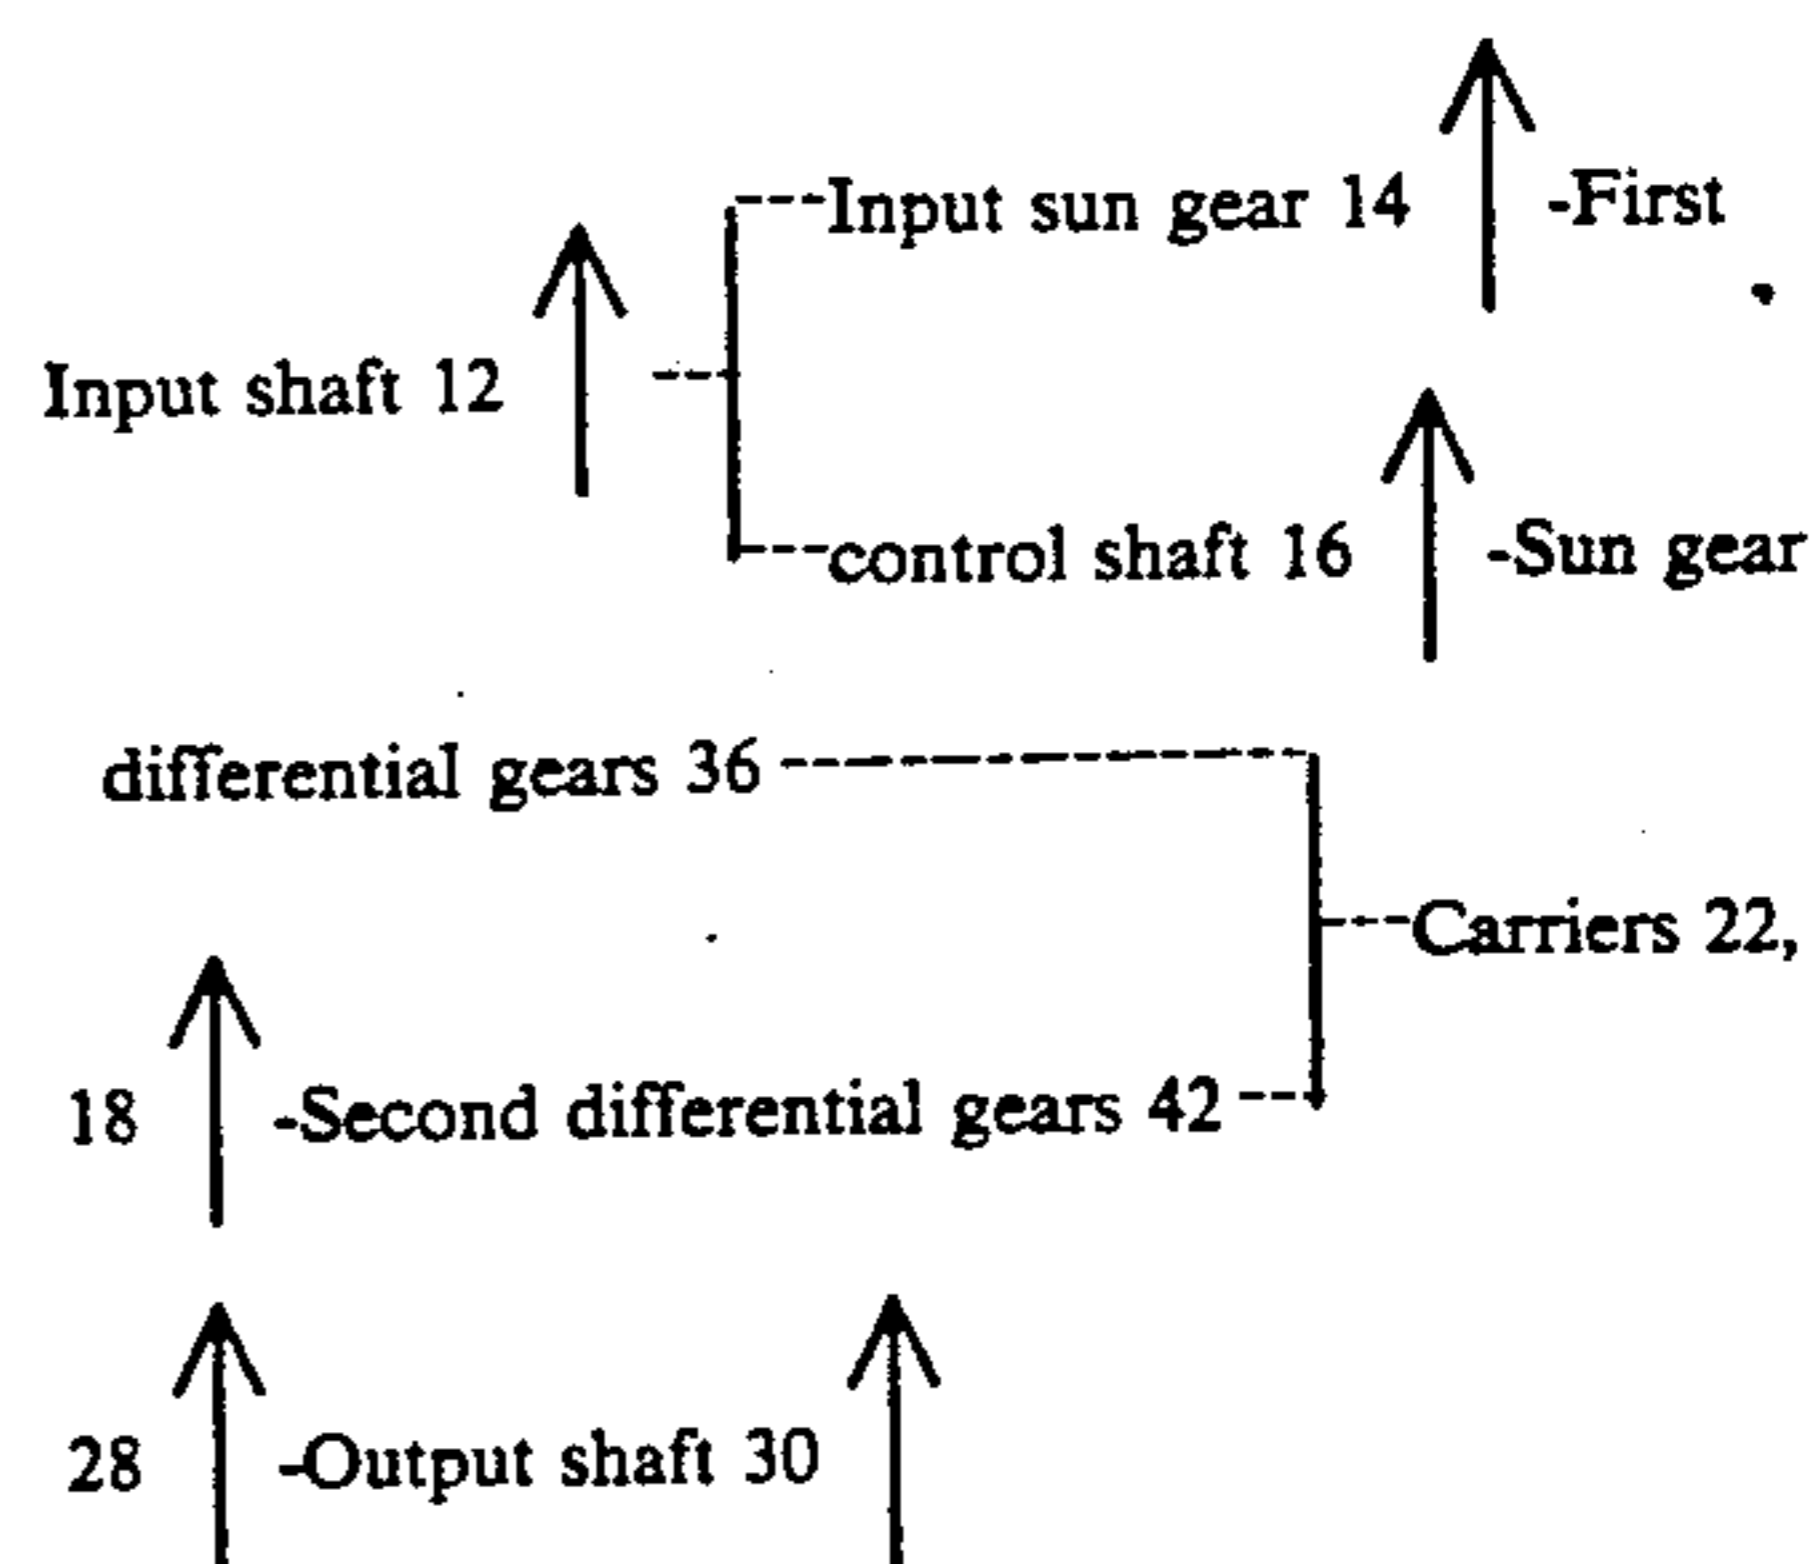 Input sun gear 14 ↑ -First
Input shaft 12 ↑
control shaft 16 ↑ -Sun gear
differential gears 36
Carriers 22,
18 ↑ -Second differential gears 42
28 ↑ -Output shaft 30 ↑